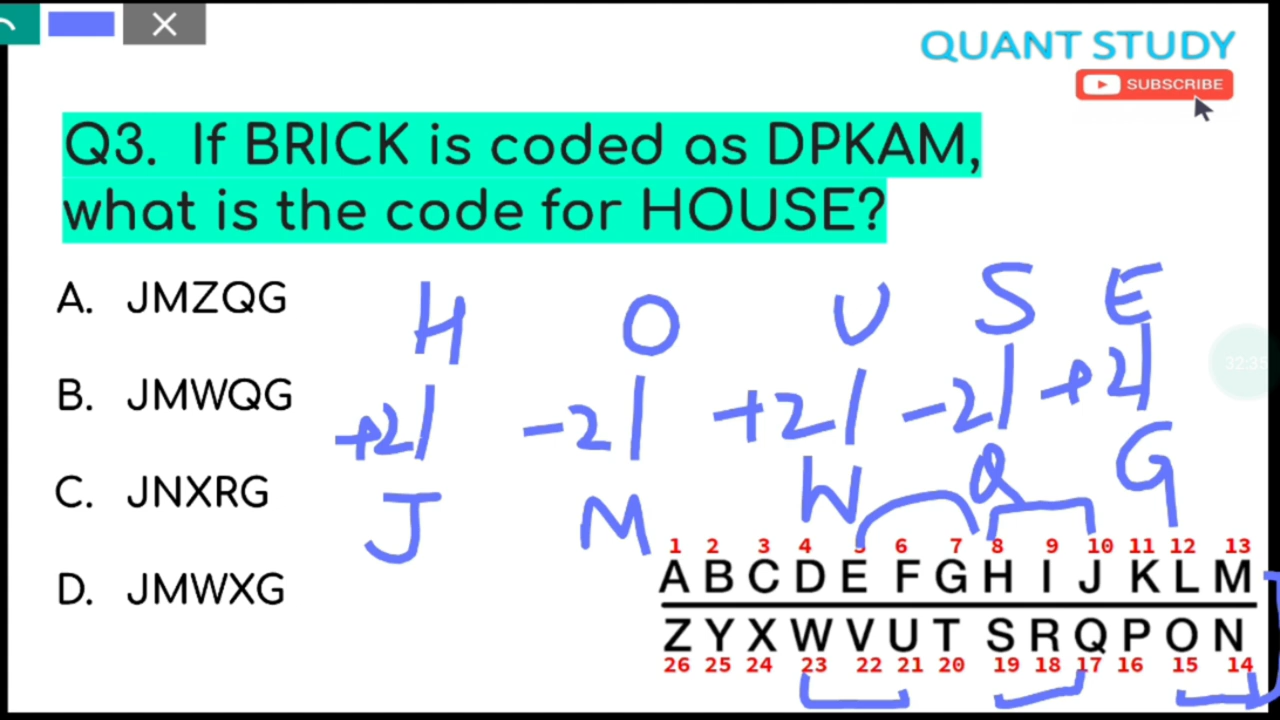 QUANT STUDY
SUBSCRIBE
Q3. If BRICK is coded as DPKAM,
what is the code for HOUSE?
A. JMZQG
B. JMWQG
C. JNXRG
D. JMWXG
H O U S E
+2 -2 +2 -2 +2
J M W Q G
32:35
1 2 3 4 5 6 7 8 9 10 11 12 13
A B C D E F G H I J K L M
Z Y X W V U T S R Q P O N
26 25 24 23 22 21 20 19 18 17 16 15 14